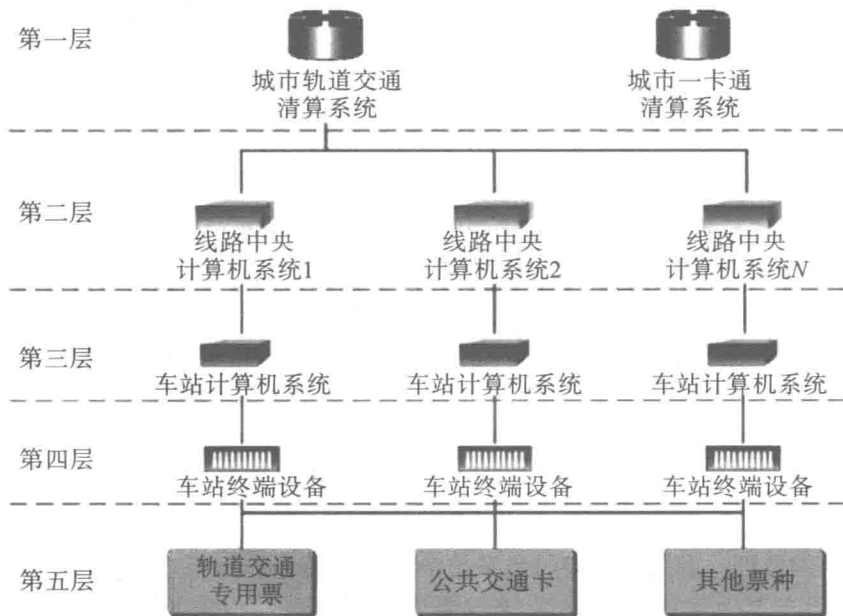 第一层
城市轨道交通
清算系统
城市一卡通
清算系统
第二层
线路中央
计算机系统1
线路中央
计算机系统2
线路中央
计算机系统N
第三层
车站计算机系统
车站计算机系统
车站计算机系统
第四层
车站终端设备
车站终端设备
车站终端设备
第五层
轨道交通
专用票
公共交通卡
其他票种